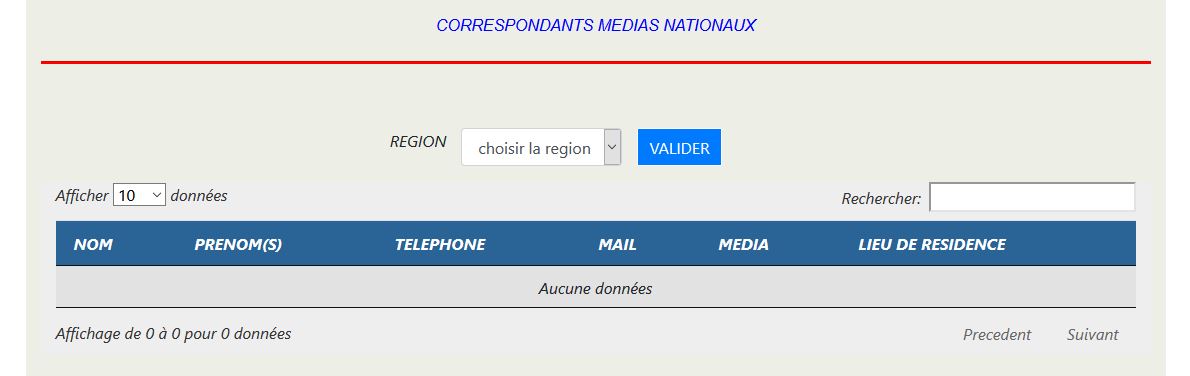 CORRESPONDANTS MEDIAS NATIONAUX
REGION choisir la region VALIDER
Afficher 10 données Rechercher:
NOM PRENOM(S) TELEPHONE MAIL MEDIA LIEU DE RESIDENCE
Aucune données
Affichage de 0 à 0 pour 0 données Precedent Suivant